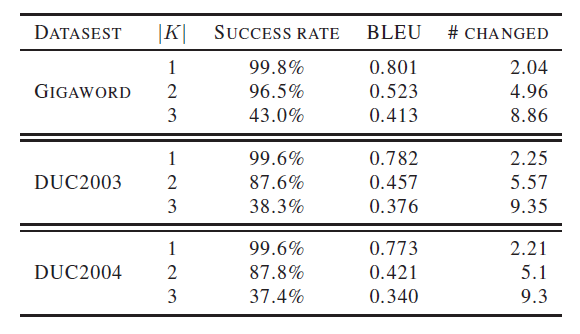 DATASEST |K| SUCCESS RATE BLEU # CHANGED
1 99.8% 0.801 2.04
GIGAWORD 2 96.5% 0.523 4.96
3 43.0% 0.413 8.86
1 99.6% 0.782 2.25
DUC2003 2 87.6% 0.457 5.57
3 38.3% 0.376 9.35
1 99.6% 0.773 2.21
DUC2004 2 87.8% 0.421 5.1
3 37.4% 0.340 9.3